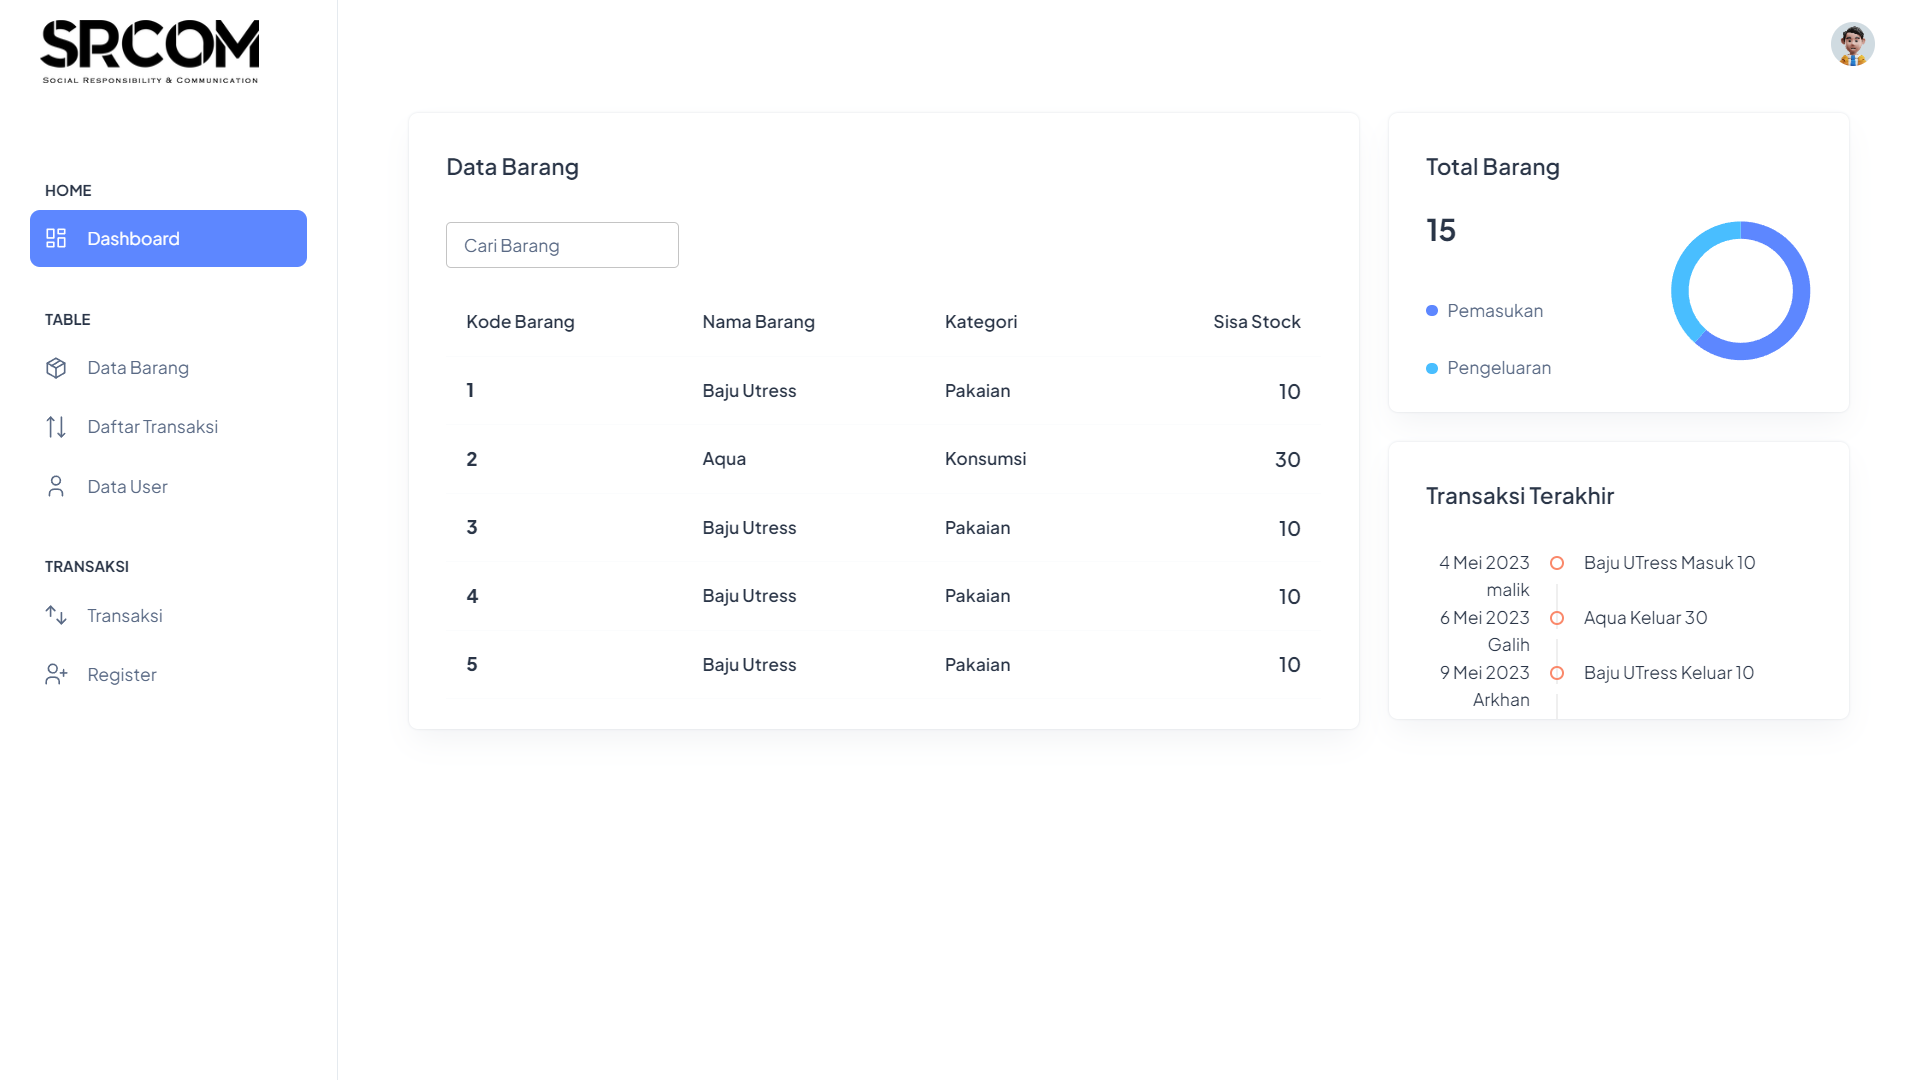 SRCOM
SOCIAL RESPONSIBILITY & COMMUNICATION
HOME
Dashboard
TABLE
Data Barang
Daftar Transaksi
Data User
TRANSAKSI
Transaksi
Register
Data Barang
Cari Barang
Kode Barang Nama Barang Kategori Sisa Stock
1 Baju Utress Pakaian 10
2 Aqua Konsumsi 30
3 Baju Utress Pakaian 10
4 Baju Utress Pakaian 10
5 Baju Utress Pakaian 10
Total Barang
15
Pemasukan
Pengeluaran
Transaksi Terakhir
4 Mei 2023 Baju UTress Masuk 10
malik
6 Mei 2023 Aqua Keluar 30
Galih
9 Mei 2023 Baju UTress Keluar 10
Arkhan